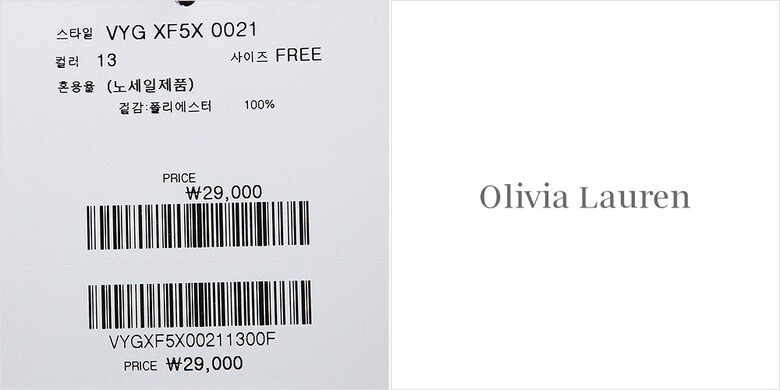 스타일 VYG XF5X 0021
컬러 13 사이즈 FREE
혼용율 (노세일제품)
겉감:폴리에스터 100%
PRICE
₩29,000
VYGXF5X00211300F
PRICE ₩29,000
Olivia Lauren